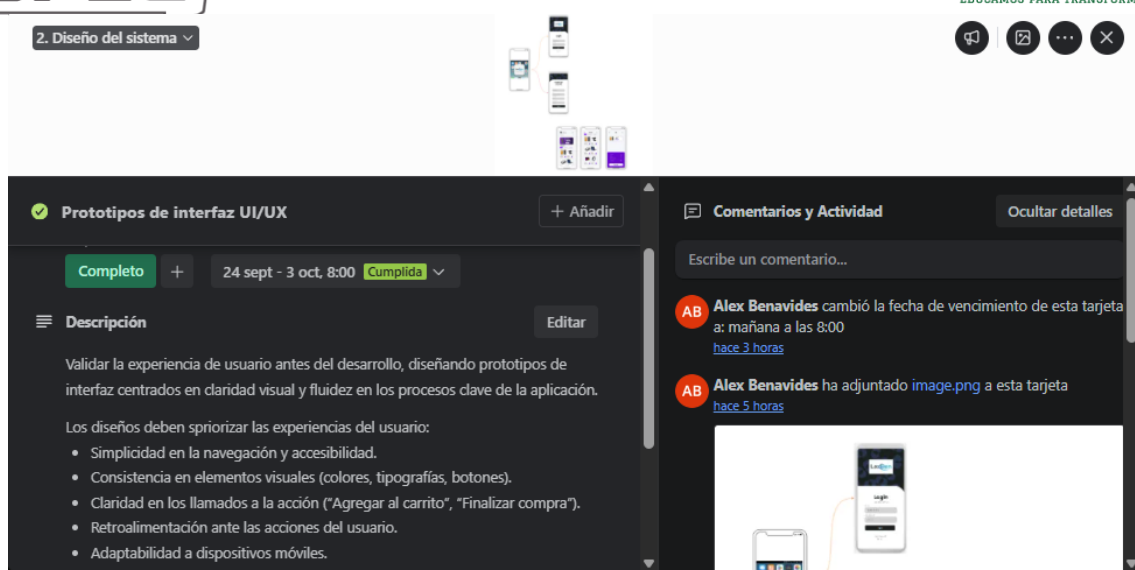 EDUCAMOS PARA TRANSFORM
2. Diseño del sistema
Prototipos de interfaz UI/UX
+ Añadir
Completo
+
24 sept - 3 oct, 8:00 Cumplida
Descripción
Editar
Validar la experiencia de usuario antes del desarrollo, diseñando prototipos de
interfaz centrados en claridad visual y fluidez en los procesos clave de la aplicación.
Los diseños deben spriorizar las experiencias del usuario:
• Simplicidad en la navegación y accesibilidad.
• Consistencia en elementos visuales (colores, tipografías, botones).
• Claridad en los llamados a la acción (“Agregar al carrito”, “Finalizar compra”).
• Retroalimentación ante las acciones del usuario.
• Adaptabilidad a dispositivos móviles.
Comentarios y Actividad
Ocultar detalles
Escribe un comentario...
AB
Alex Benavides cambió la fecha de vencimiento de esta tarjeta
a: mañana a las 8:00
hace 3 horas
AB
Alex Benavides ha adjuntado image.png a esta tarjeta
hace 5 horas
Login